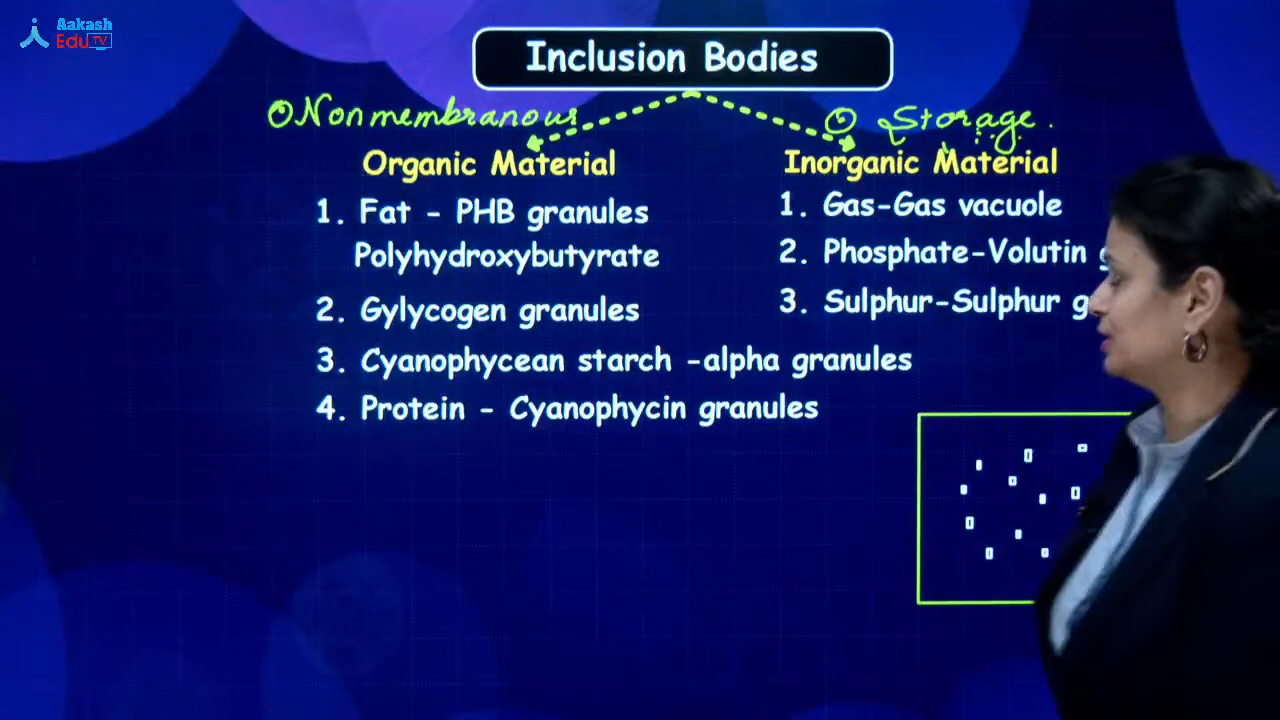 Aakash
Edu TV
Inclusion Bodies
Nonmembranous
Storage.
Organic Material
Inorganic Material
1. Fat - PHB granules
Polyhydroxybutyrate
2. Gylycogen granules
3. Cyanophycean starch -alpha granules
4. Protein - Cyanophycin granules
1. Gas-Gas vacuole
2. Phosphate-Volutin
3. Sulphur-Sulphur